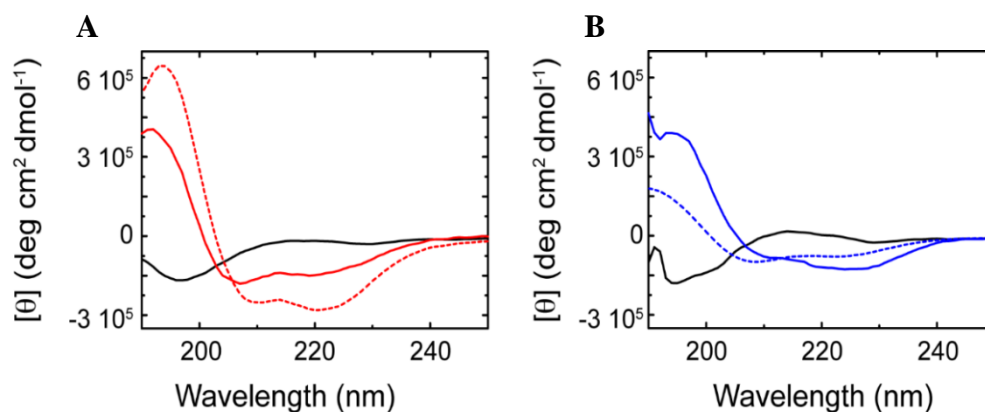 A
B
[θ] (deg cm² dmol⁻¹)
6 10⁵
3 10⁵
0
-3 10⁵
200 220 240
Wavelength (nm)
[θ] (deg cm² dmol⁻¹)
6 10⁵
3 10⁵
0
-3 10⁵
200 220 240
Wavelength (nm)